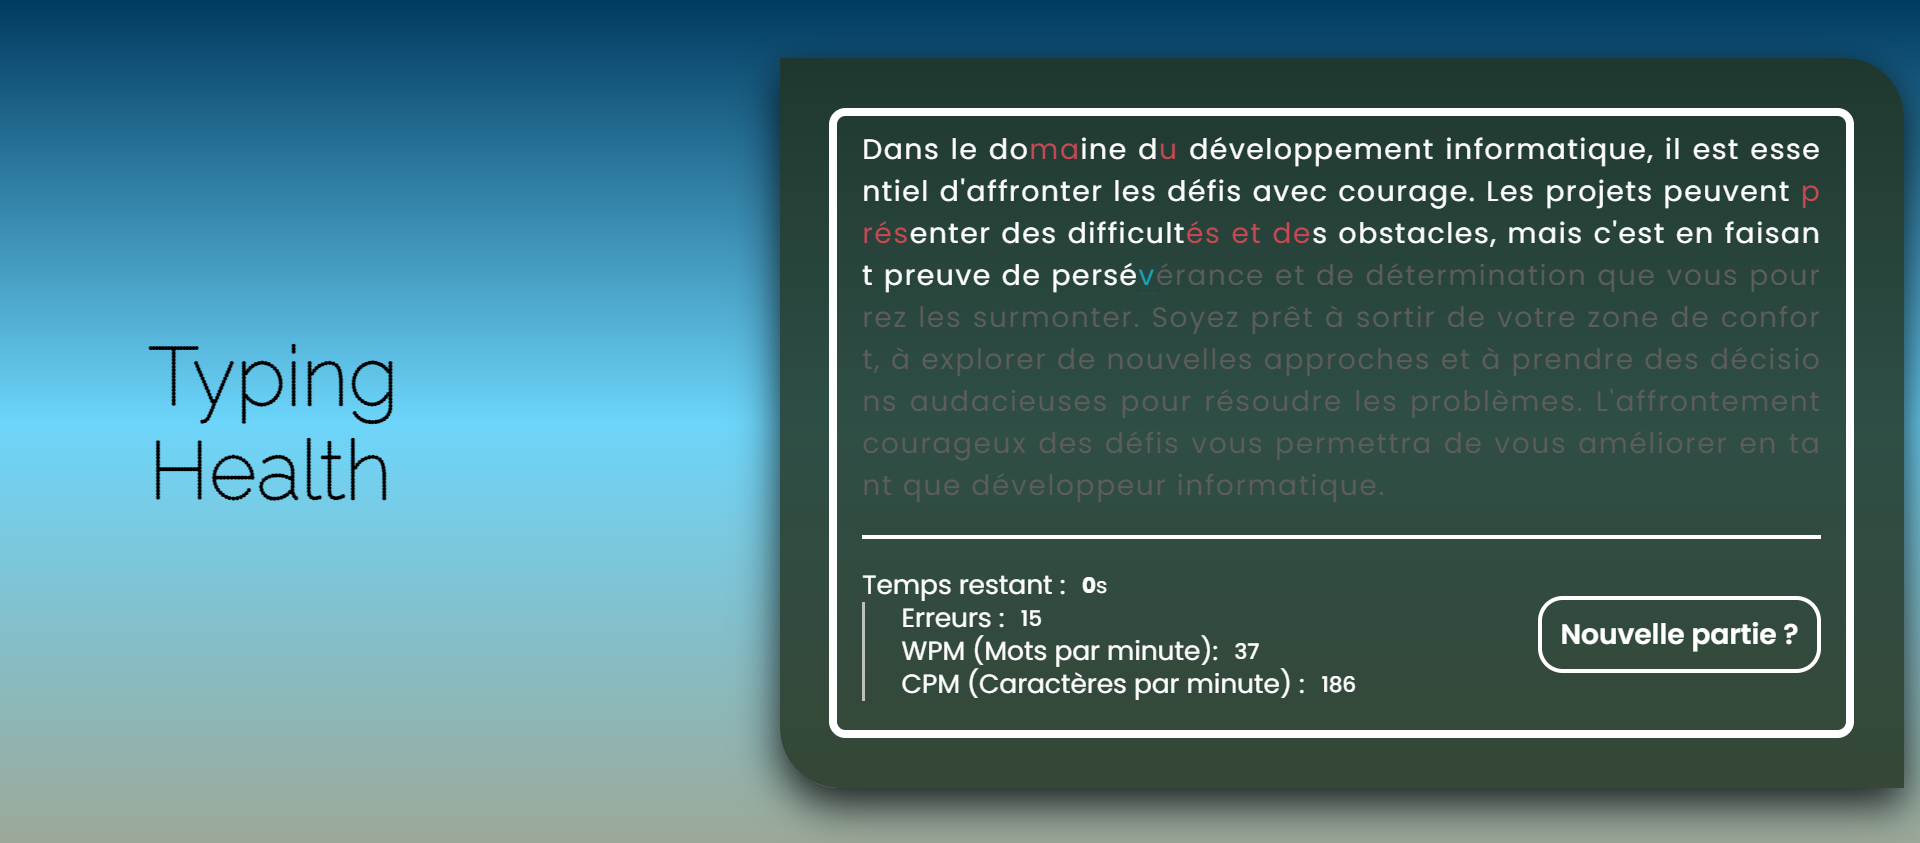 Typing
Health
Dans le domaine du développement informatique, il est esse
ntiel d'affronter les défis avec courage. Les projets peuvent p
résenter des difficultés et des obstacles, mais c'est en faisan
t preuve de persévérance et de détermination que vous pour
rez les surmonter. Soyez prêt à sortir de votre zone de confor
t, à explorer de nouvelles approches et à prendre des décisio
ns audacieuses pour résoudre les problèmes. L'affrontement
courageux des défis vous permettra de vous améliorer en ta
nt que développeur informatique.
Temps restant : 0s
Erreurs : 15
WPM (Mots par minute): 37
CPM (Caractères par minute) : 186
Nouvelle partie ?